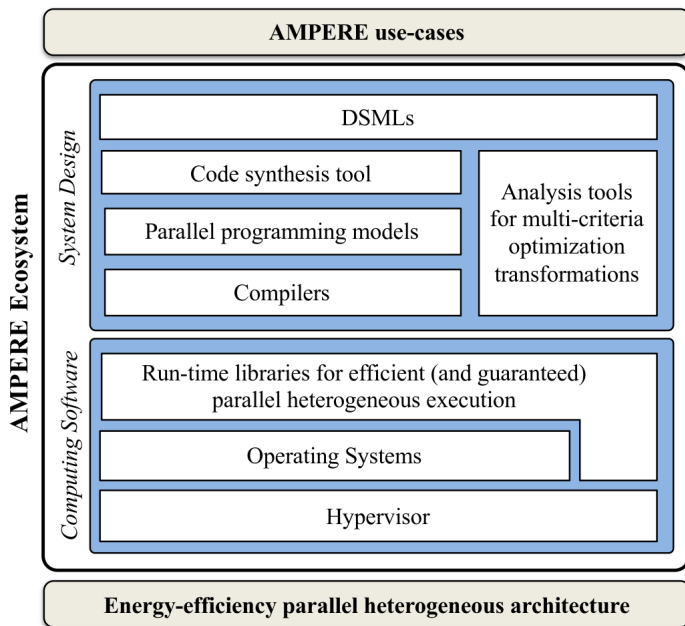 AMPERE use-cases
AMPERE Ecosystem
System Design
DSMLs
Code synthesis tool
Parallel programming models
Compilers
Analysis tools
for multi-criteria
optimization
transformations
Computing Software
Run-time libraries for efficient (and guaranteed)
parallel heterogeneous execution
Operating Systems
Hypervisor
Energy-efficiency parallel heterogeneous architecture